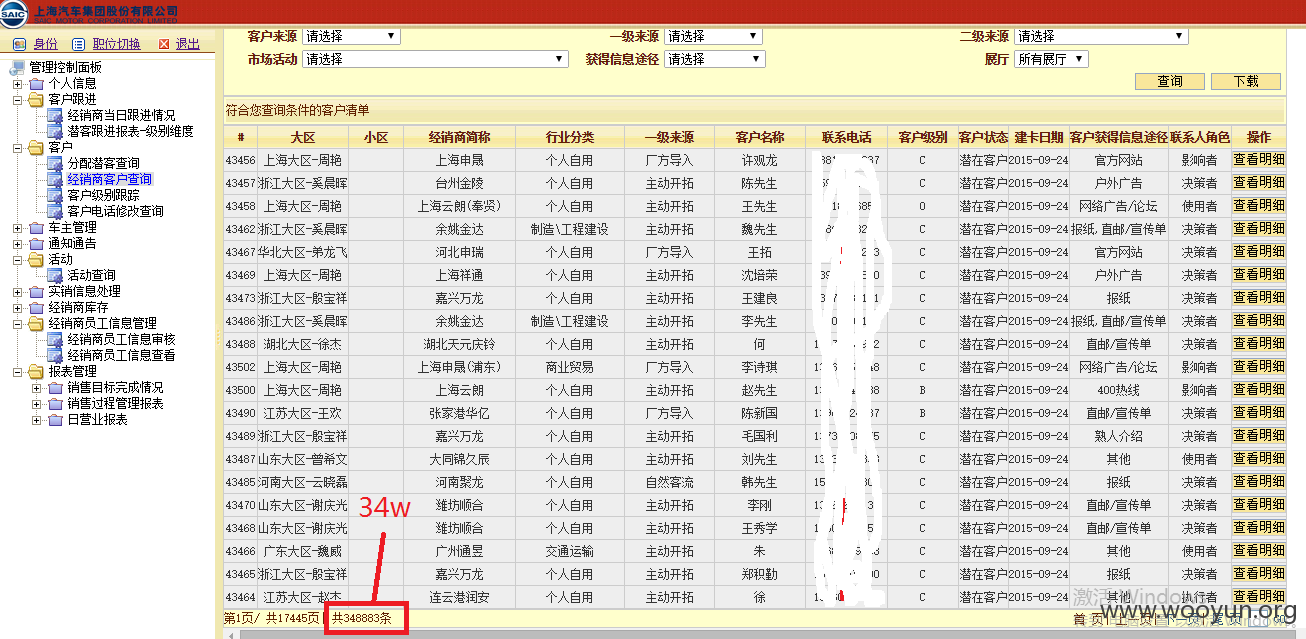 上海汽车集团股份有限公司
SAIC MOTOR CORPORATION LIMITED
SAIC
身份 职位切换 退出
管理控制面板
个人信息
客户跟进
经销商当日跟进情况
潜客跟进报表-级别维度
客户
分配潜客查询
经销商客户查询
客户级别跟踪
客户电话修改查询
车主管理
通知通告
活动
活动查询
实销信息处理
经销商库存
经销商员工信息管理
经销商员工信息审核
经销商员工信息查看
报表管理
销售目标完成情况
销售过程管理报表
日营业报表
客户来源 请选择 一级来源 请选择 二级来源 请选择
市场活动 请选择 获得信息途径 请选择 展厅 所有展厅
查询 下载
符合您查询条件的客户清单
# 大区 小区 经销商简称 行业分类 一级来源 客户名称 联系电话 客户级别 客户状态 建卡日期 客户获得信息途径 联系人角色 操作
43456 上海大区-周艳 上海申晟 个人自用 厂方导入 许观龙 C 潜在客户 2015-09-24 官方网站 影响者 查看明细
43457 浙江大区-奚晨晖 台州金陵 个人自用 主动开拓 陈先生 C 潜在客户 2015-09-24 户外广告 决策者 查看明细
43458 上海大区-周艳 上海云朗(奉贤) 个人自用 主动开拓 王先生 O 潜在客户 2015-09-24 网络广告/论坛 使用者 查看明细
43462 浙江大区-奚晨晖 余姚金达 制造\工程建设 主动开拓 魏先生 C 潜在客户 2015-09-24 报纸,直邮/宣传单 决策者 查看明细
43467 华北大区-弟龙飞 河北申瑞 个人自用 厂方导入 王拓 C 潜在客户 2015-09-24 官方网站 决策者 查看明细
43469 上海大区-周艳 上海祥通 个人自用 主动开拓 沈培荣 C 潜在客户 2015-09-24 户外广告 决策者 查看明细
43473 浙江大区-殷宝祥 嘉兴万龙 个人自用 主动开拓 王建良 C 潜在客户 2015-09-24 报纸 决策者 查看明细
43486 浙江大区-奚晨晖 余姚金达 制造\工程建设 主动开拓 李先生 C 潜在客户 2015-09-24 报纸,直邮/宣传单 决策者 查看明细
43488 湖北大区-徐杰 湖北天元庆铃 个人自用 主动开拓 何 C 潜在客户 2015-09-24 直邮/宣传单 决策者 查看明细
43502 上海大区-周艳 上海申晟(浦东) 商业贸易 厂方导入 李诗琪 C 潜在客户 2015-09-24 网络广告/论坛 影响者 查看明细
43500 上海大区-周艳 上海云朗 个人自用 主动开拓 赵先生 B 潜在客户 2015-09-24 400热线 影响者 查看明细
43490 江苏大区-王欢 张家港华亿 个人自用 厂方导入 陈新国 B 潜在客户 2015-09-24 直邮/宣传单 决策者 查看明细
43489 浙江大区-殷宝祥 嘉兴万龙 个人自用 主动开拓 毛国利 C 潜在客户 2015-09-24 熟人介绍 决策者 查看明细
43487 山东大区-曾希文 大同锦久辰 个人自用 主动开拓 刘先生 C 潜在客户 2015-09-24 其他 使用者 查看明细
43485 河南大区-云晓磊 河南聚龙 个人自用 自然客流 韩先生 C 潜在客户 2015-09-24 报纸 决策者 查看明细
43470 山东大区-谢庆光 潍坊顺合 个人自用 主动开拓 李刚 C 潜在客户 2015-09-24 直邮/宣传单 决策者 查看明细
43468 山东大区-谢庆光 潍坊顺合 个人自用 主动开拓 王秀学 C 潜在客户 2015-09-24 直邮/宣传单 决策者 查看明细
43466 广东大区-魏威 广州通昱 交通运输 主动开拓 朱 C 潜在客户 2015-09-24 其他 使用者 查看明细
43465 浙江大区-殷宝祥 嘉兴万龙 个人自用 主动开拓 郑积勤 C 潜在客户 2015-09-24 报纸 决策者 查看明细
43464 江苏大区-赵杰 连云港润安 个人自用 主动开拓 徐 C 潜在客户 2015-09-24 其他 查看明细
34w
第1页/ 共17445页 共348883条
激活 Windows
www.wooyun.org